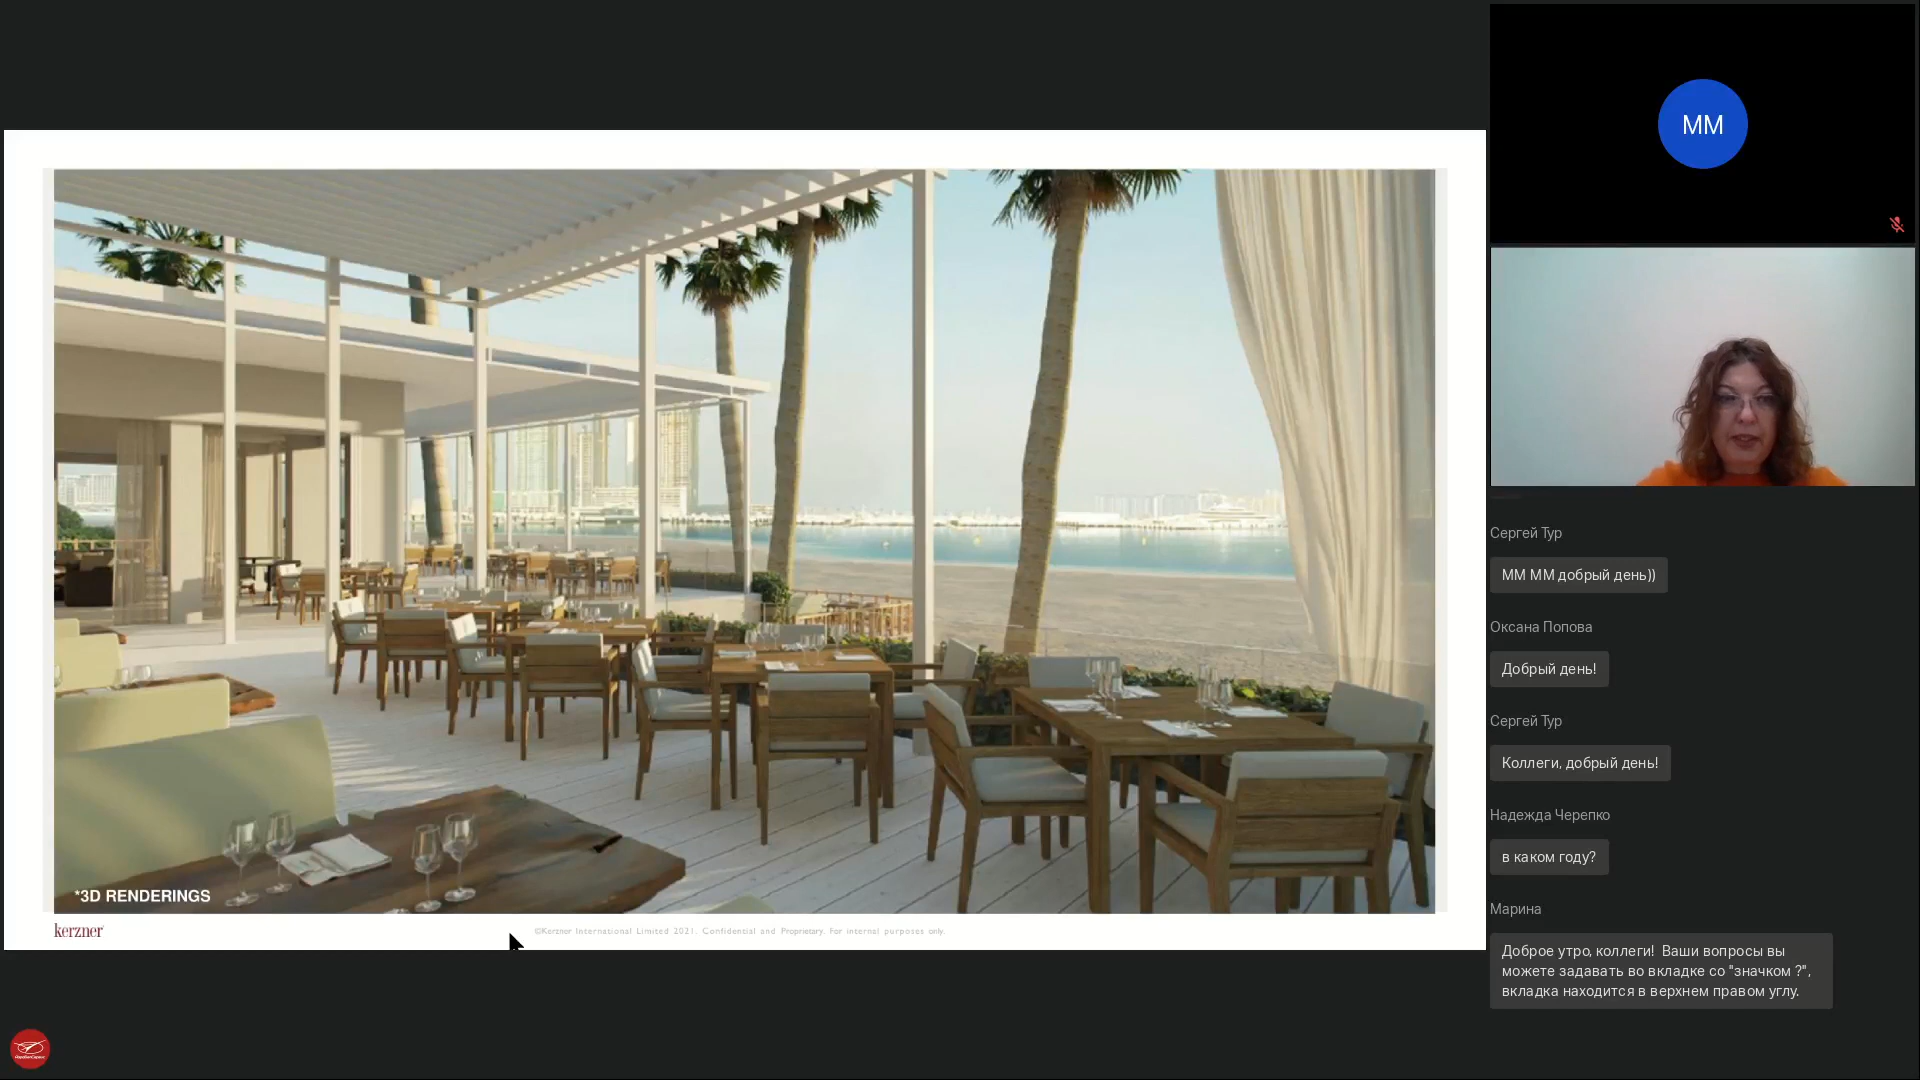 *3D RENDERINGS
kerzner
©Kerzner International Limited 2021. Confidential and Proprietary. For internal purposes only.
MM
Сергей Тур
ММ ММ добрый день))
Оксана Попова
Добрый день!
Сергей Тур
Коллеги, добрый день!
Надежда Черепко
в каком году?
Марина
Доброе утро, коллеги! Ваши вопросы вы
можете задавать во вкладке со "значком ?",
вкладка находится в верхнем правом углу.